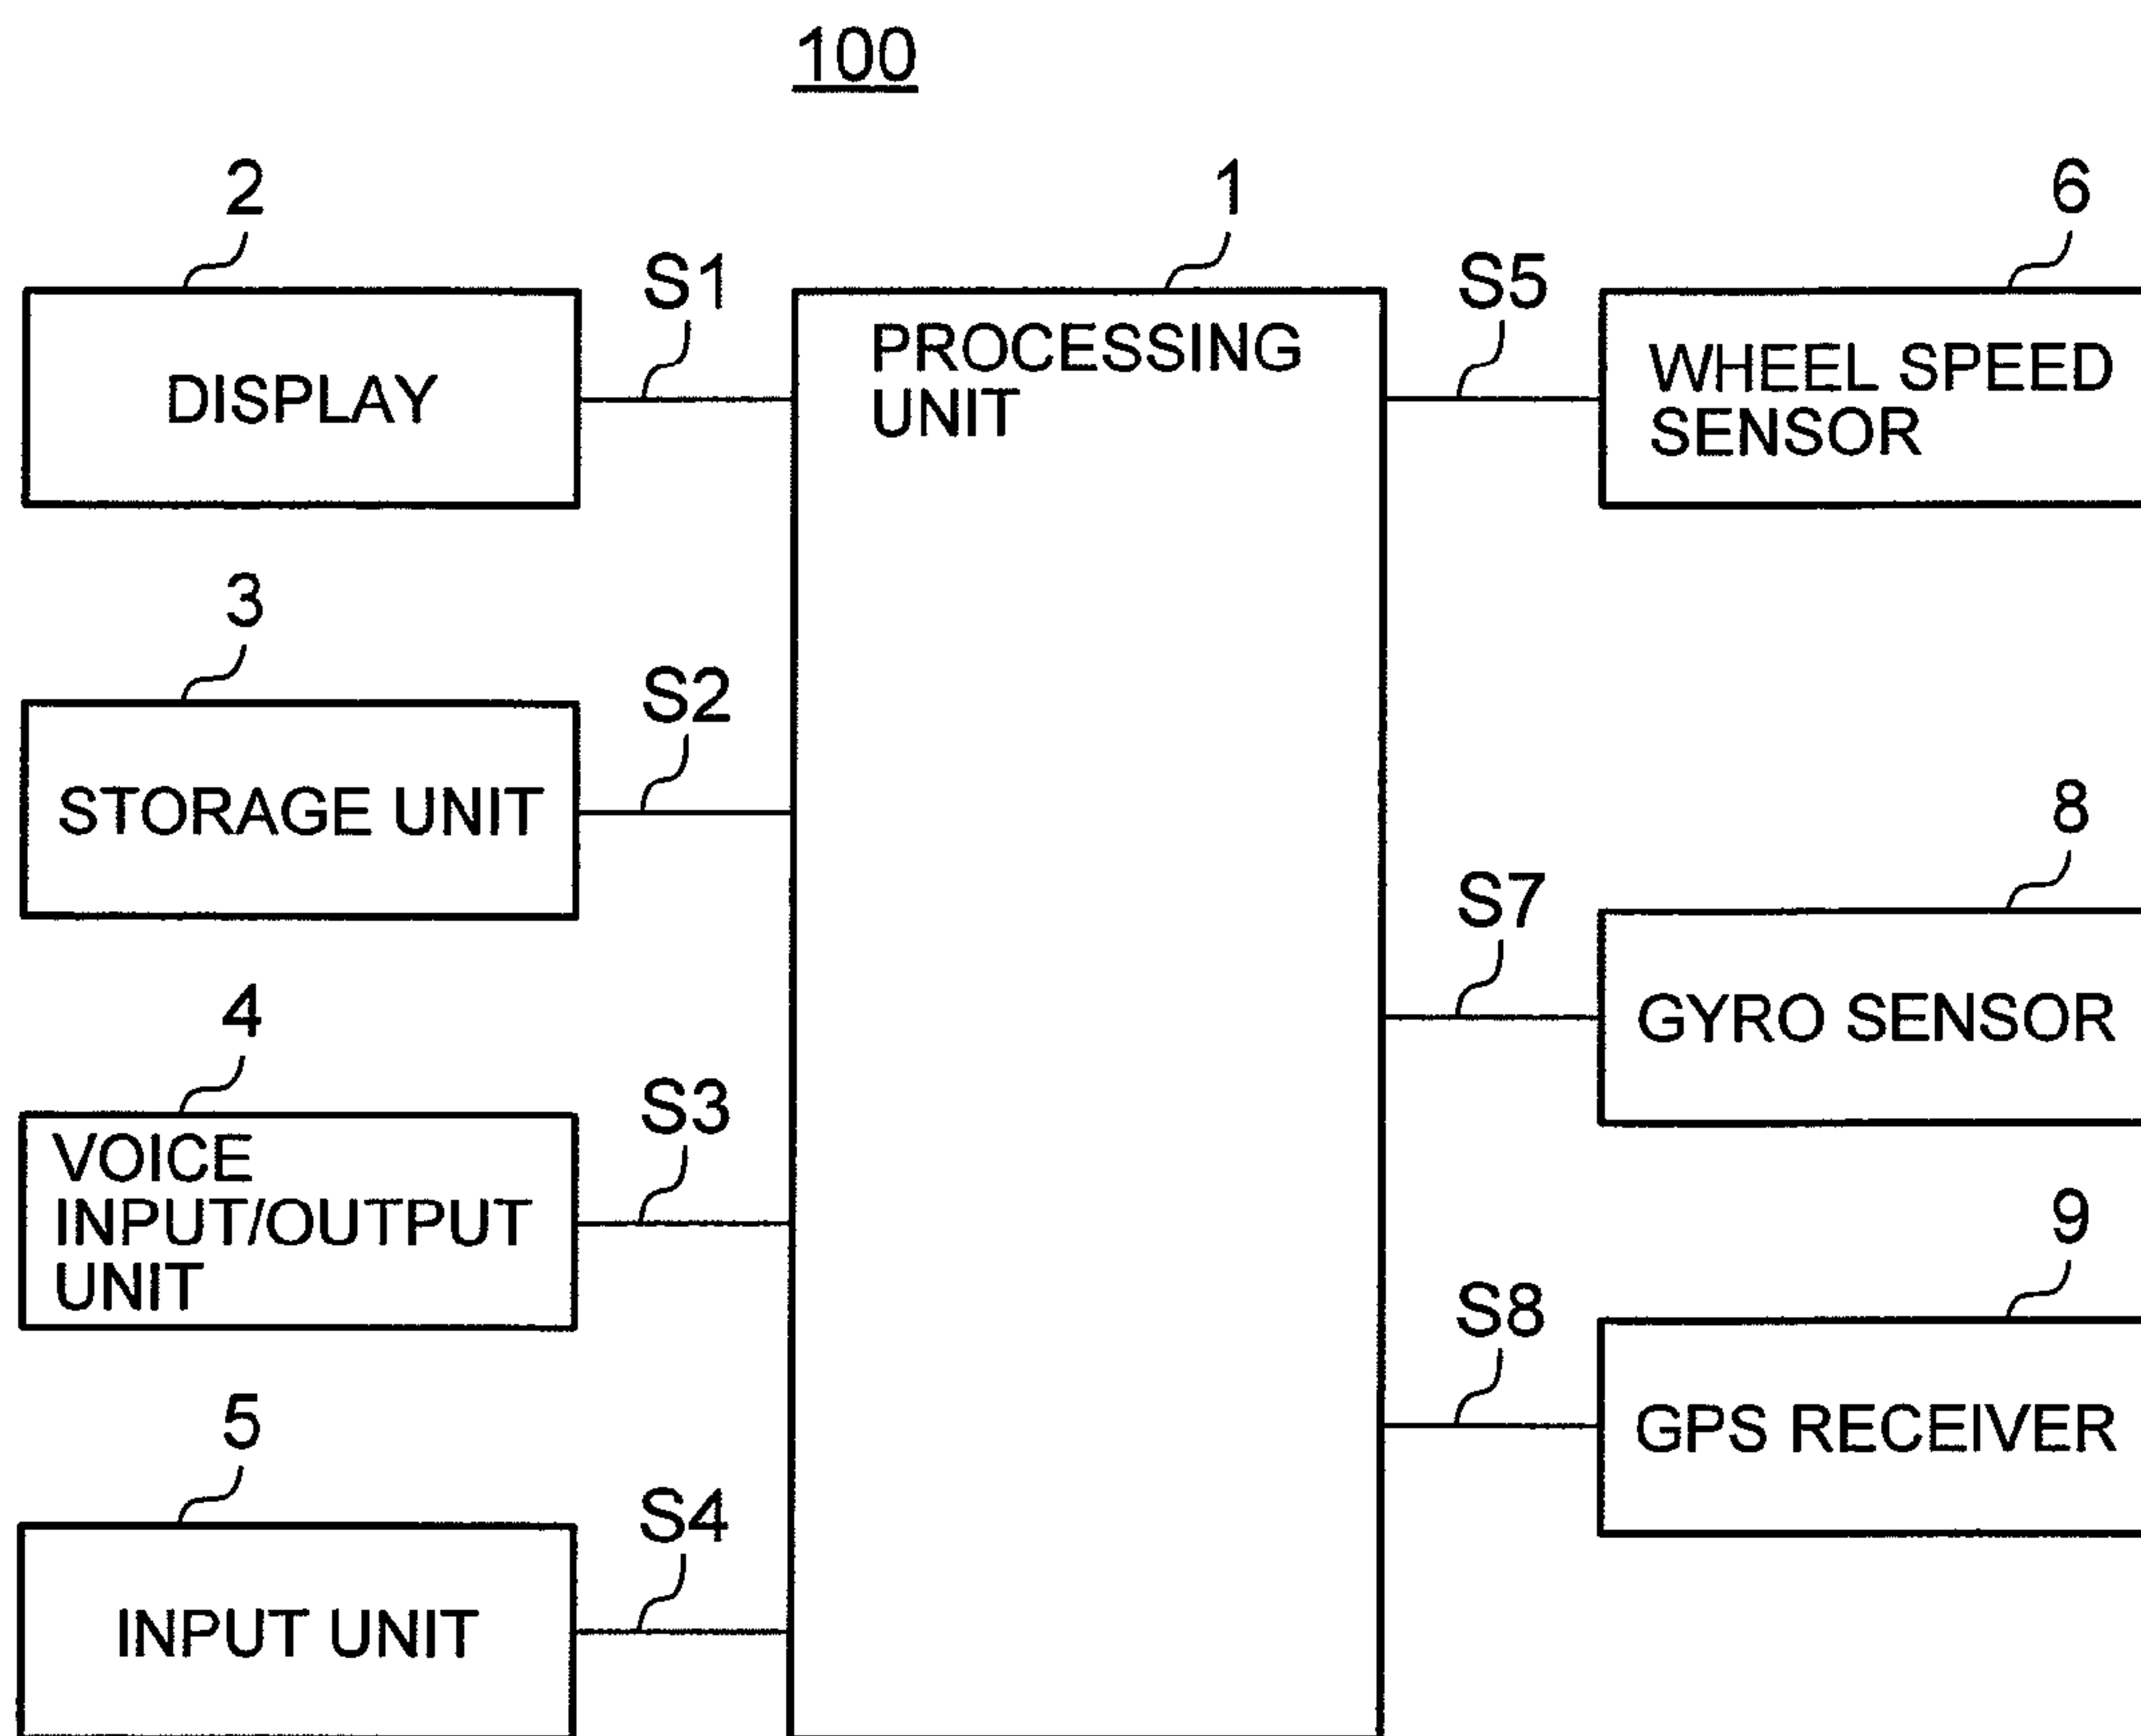 100
2
S1
DISPLAY
1
PROCESSING
UNIT
S5
6
WHEEL SPEED
SENSOR
3
S2
STORAGE UNIT
S7
8
GYRO SENSOR
4
S3
VOICE
INPUT/OUTPUT
UNIT
S8
9
GPS RECEIVER
5
S4
INPUT UNIT